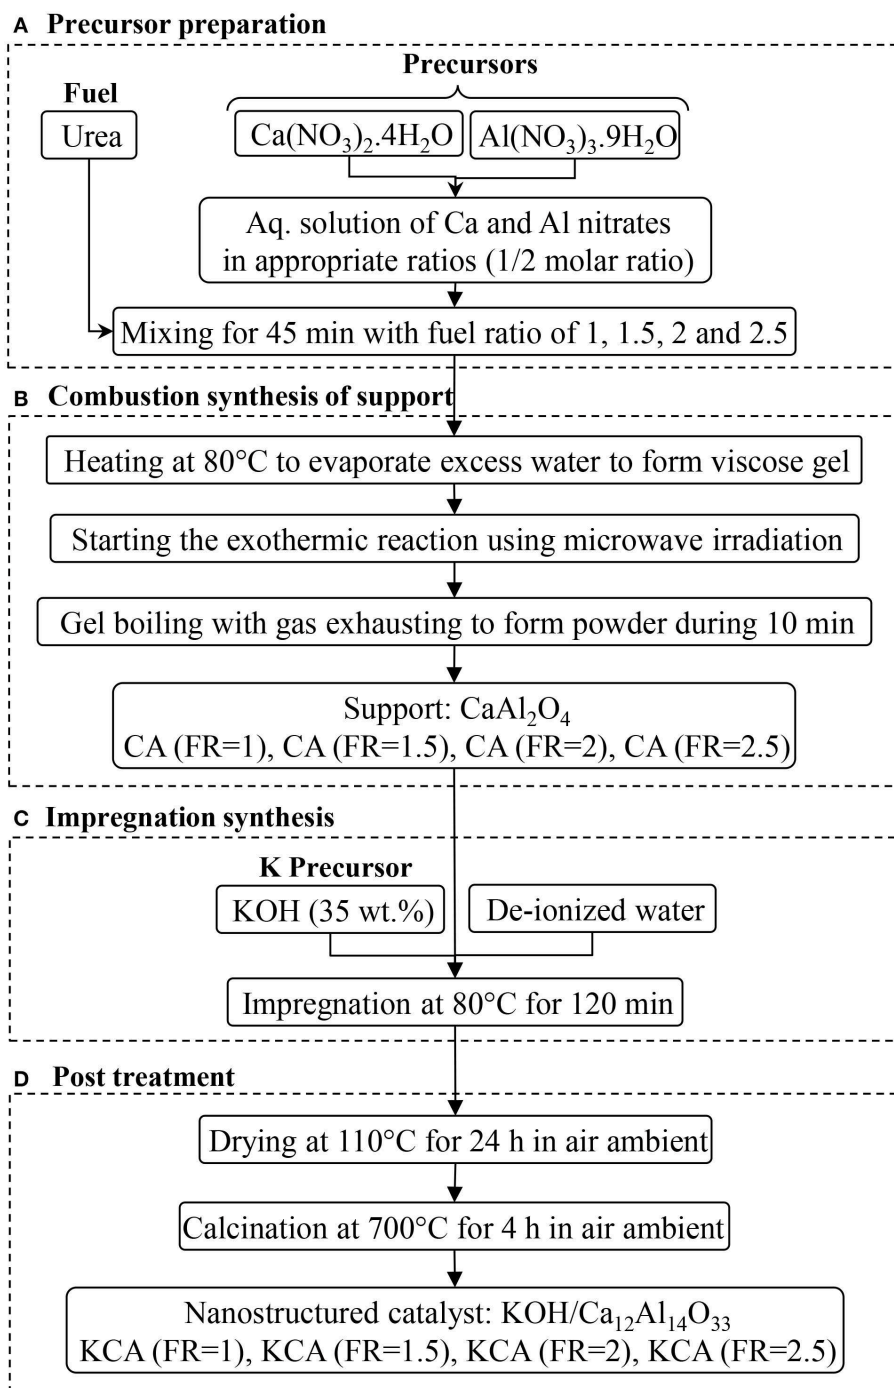 A Precursor preparation
Precursors
Fuel
Urea
Ca(NO₃)₂.4H₂O
Al(NO₃)₃.9H₂O
Aq. solution of Ca and Al nitrates
in appropriate ratios (1/2 molar ratio)
Mixing for 45 min with fuel ratio of 1, 1.5, 2 and 2.5
B Combustion synthesis of support
Heating at 80°C to evaporate excess water to form viscose gel
Starting the exothermic reaction using microwave irradiation
Gel boiling with gas exhausting to form powder during 10 min
Support: CaAl₂O₄
CA (FR=1), CA (FR=1.5), CA (FR=2), CA (FR=2.5)
C Impregnation synthesis
K Precursor
KOH (35 wt.%)
De-ionized water
Impregnation at 80°C for 120 min
D Post treatment
Drying at 110°C for 24 h in air ambient
Calcination at 700°C for 4 h in air ambient
Nanostructured catalyst: KOH/Ca₁₂Al₁₄O₃₃
KCA (FR=1), KCA (FR=1.5), KCA (FR=2), KCA (FR=2.5)